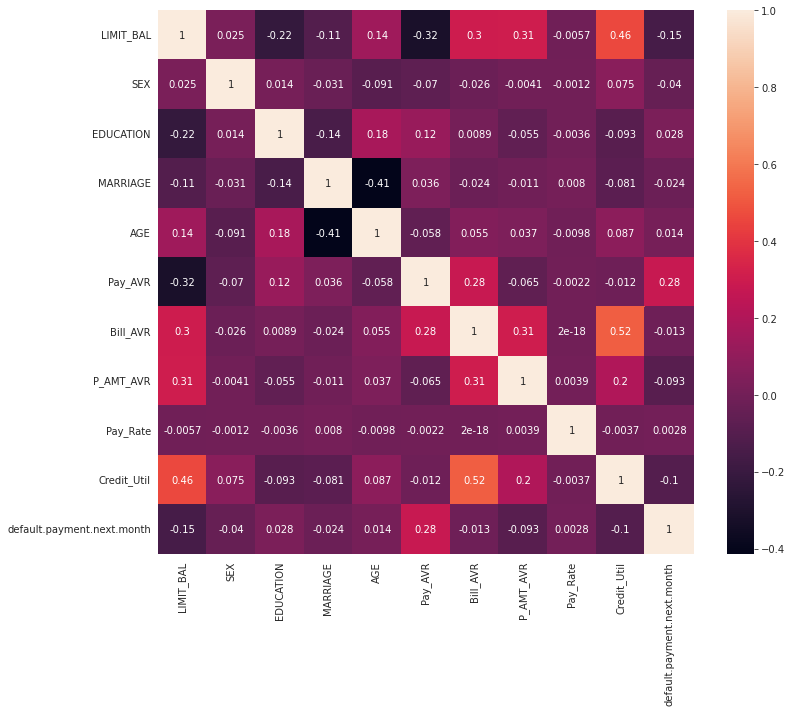 LIMIT_BAL 1 0.025 -0.22 -0.11 0.14 -0.32 0.3 0.31 -0.0057 0.46 -0.15
SEX 0.025 1 0.014 -0.031 -0.091 -0.07 -0.026 -0.0041 -0.0012 0.075 -0.04
EDUCATION -0.22 0.014 1 -0.14 0.18 0.12 0.0089 -0.055 -0.0036 -0.093 0.028
MARRIAGE -0.11 -0.031 -0.14 1 -0.41 0.036 -0.024 -0.011 0.008 -0.081 -0.024
AGE 0.14 -0.091 0.18 -0.41 1 -0.058 0.055 0.037 -0.0098 0.087 0.014
Pay_AVR -0.32 -0.07 0.12 0.036 -0.058 1 0.28 -0.065 -0.0022 -0.012 0.28
Bill_AVR 0.3 -0.026 0.0089 -0.024 0.055 0.28 1 0.31 2e-18 0.52 -0.013
P_AMT_AVR 0.31 -0.0041 -0.055 -0.011 0.037 -0.065 0.31 1 0.0039 0.2 -0.093
Pay_Rate -0.0057 -0.0012 -0.0036 0.008 -0.0098 -0.0022 2e-18 0.0039 1 -0.0037 0.0028
Credit_Util 0.46 0.075 -0.093 -0.081 0.087 -0.012 0.52 0.2 -0.0037 1 -0.1
default.payment.next.month -0.15 -0.04 0.028 -0.024 0.014 0.28 -0.013 -0.093 0.0028 -0.1 1
LIMIT_BAL
SEX
EDUCATION
MARRIAGE
AGE
Pay_AVR
Bill_AVR
P_AMT_AVR
Pay_Rate
Credit_Util
default.payment.next.month
1.0
0.8
0.6
0.4
0.2
0.0
−0.2
−0.4